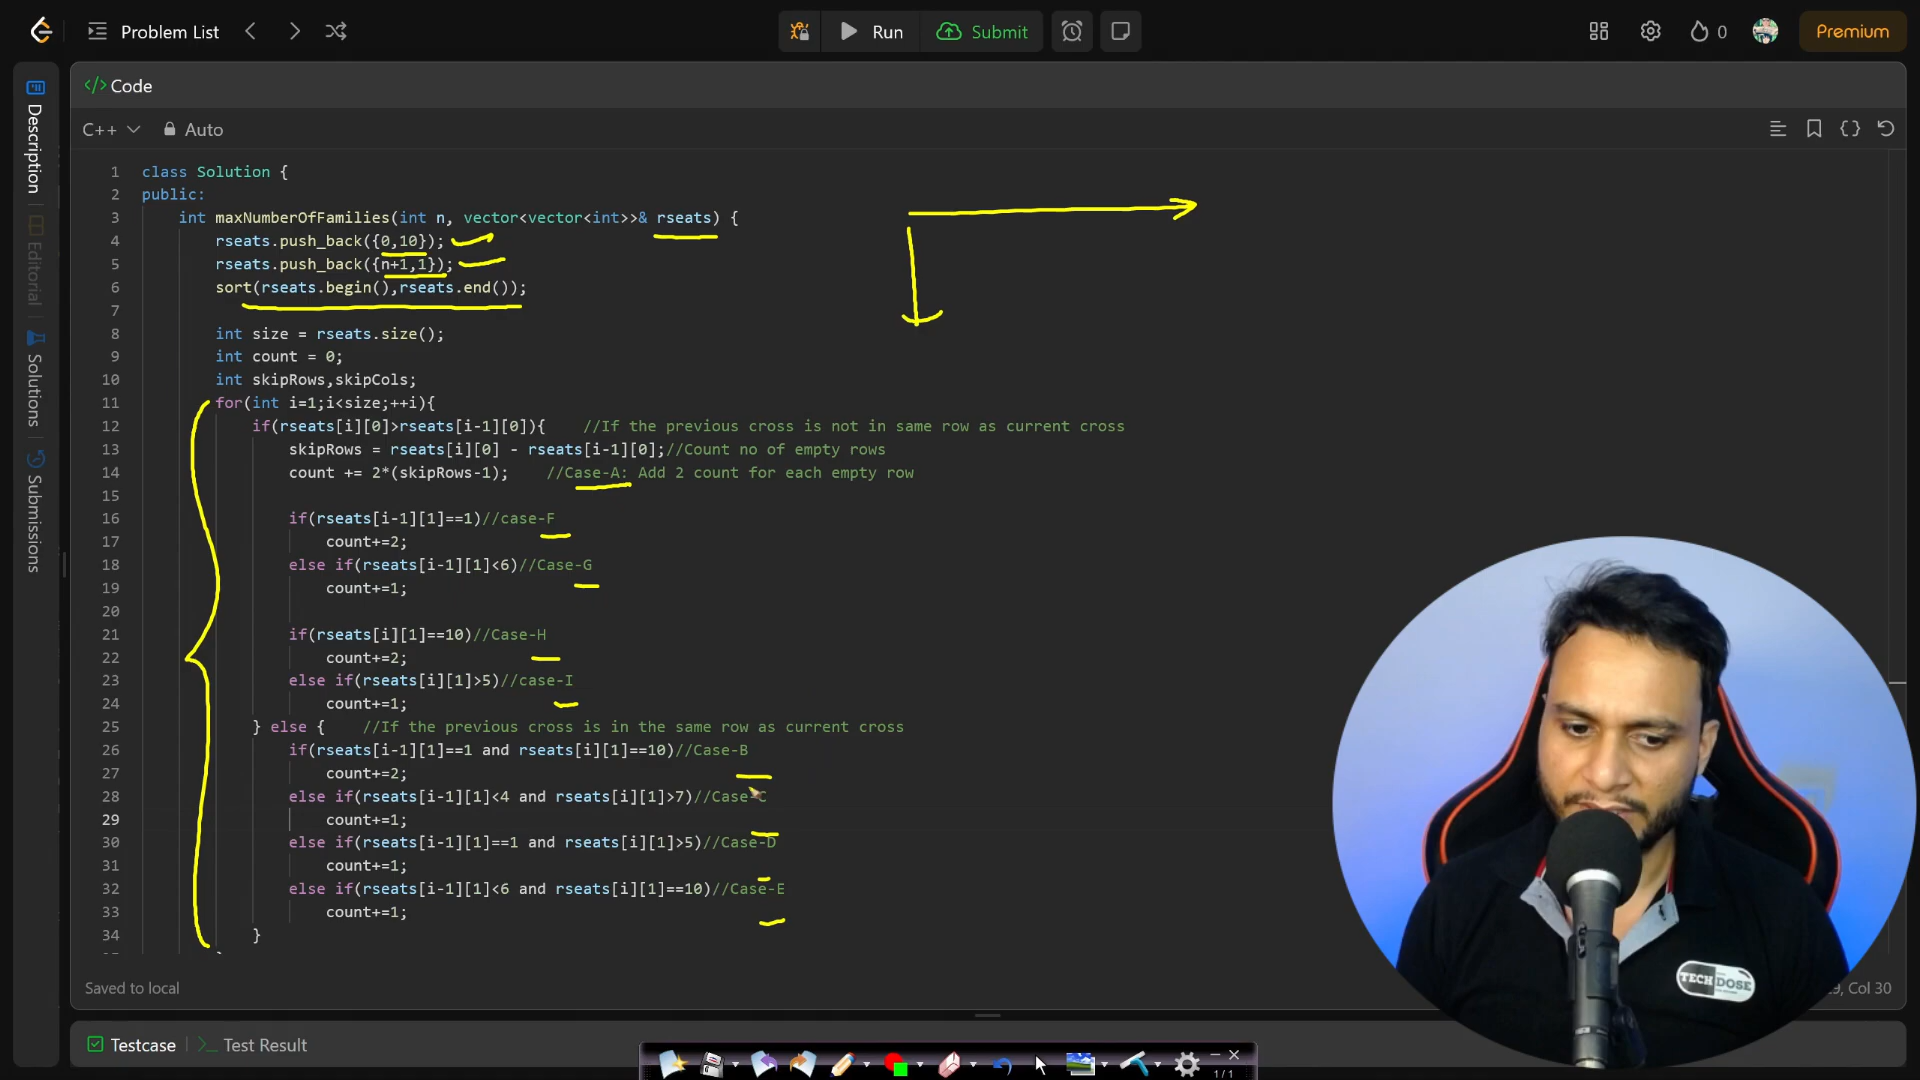 Problem List
Run
Submit
0
Premium
Description
Editorial
Solutions
Submissions
</> Code
C++
Auto
1 class Solution {
2 public:
3 int maxNumberOfFamilies(int n, vector<vector<int>>& rseats) {
4 rseats.push_back({0,10});
5 rseats.push_back({n+1,1});
6 sort(rseats.begin(),rseats.end());
7
8 int size = rseats.size();
9 int count = 0;
10 int skipRows,skipCols;
11 for(int i=1;i<size;++i){
12 if(rseats[i][0]>rseats[i-1][0]){ //If the previous cross is not in same row as current cross
13 skipRows = rseats[i][0] - rseats[i-1][0];//Count no of empty rows
14 count += 2*(skipRows-1); //Case-A: Add 2 count for each empty row
15
16 if(rseats[i-1][1]==1)//case-F
17 count+=2;
18 else if(rseats[i-1][1]<6)//Case-G
19 count+=1;
20
21 if(rseats[i][1]==10)//Case-H
22 count+=2;
23 else if(rseats[i][1]>5)//case-I
24 count+=1;
25 } else { //If the previous cross is in the same row as current cross
26 if(rseats[i-1][1]==1 and rseats[i][1]==10)//Case-B
27 count+=2;
28 else if(rseats[i-1][1]<4 and rseats[i][1]>7)//Case-C
29 count+=1;
30 else if(rseats[i-1][1]==1 and rseats[i][1]>5)//Case-D
31 count+=1;
32 else if(rseats[i-1][1]<6 and rseats[i][1]==10)//Case-E
33 count+=1;
34 }
Saved to local
Col 30
TECH DOSE
Testcase
Test Result
1/1